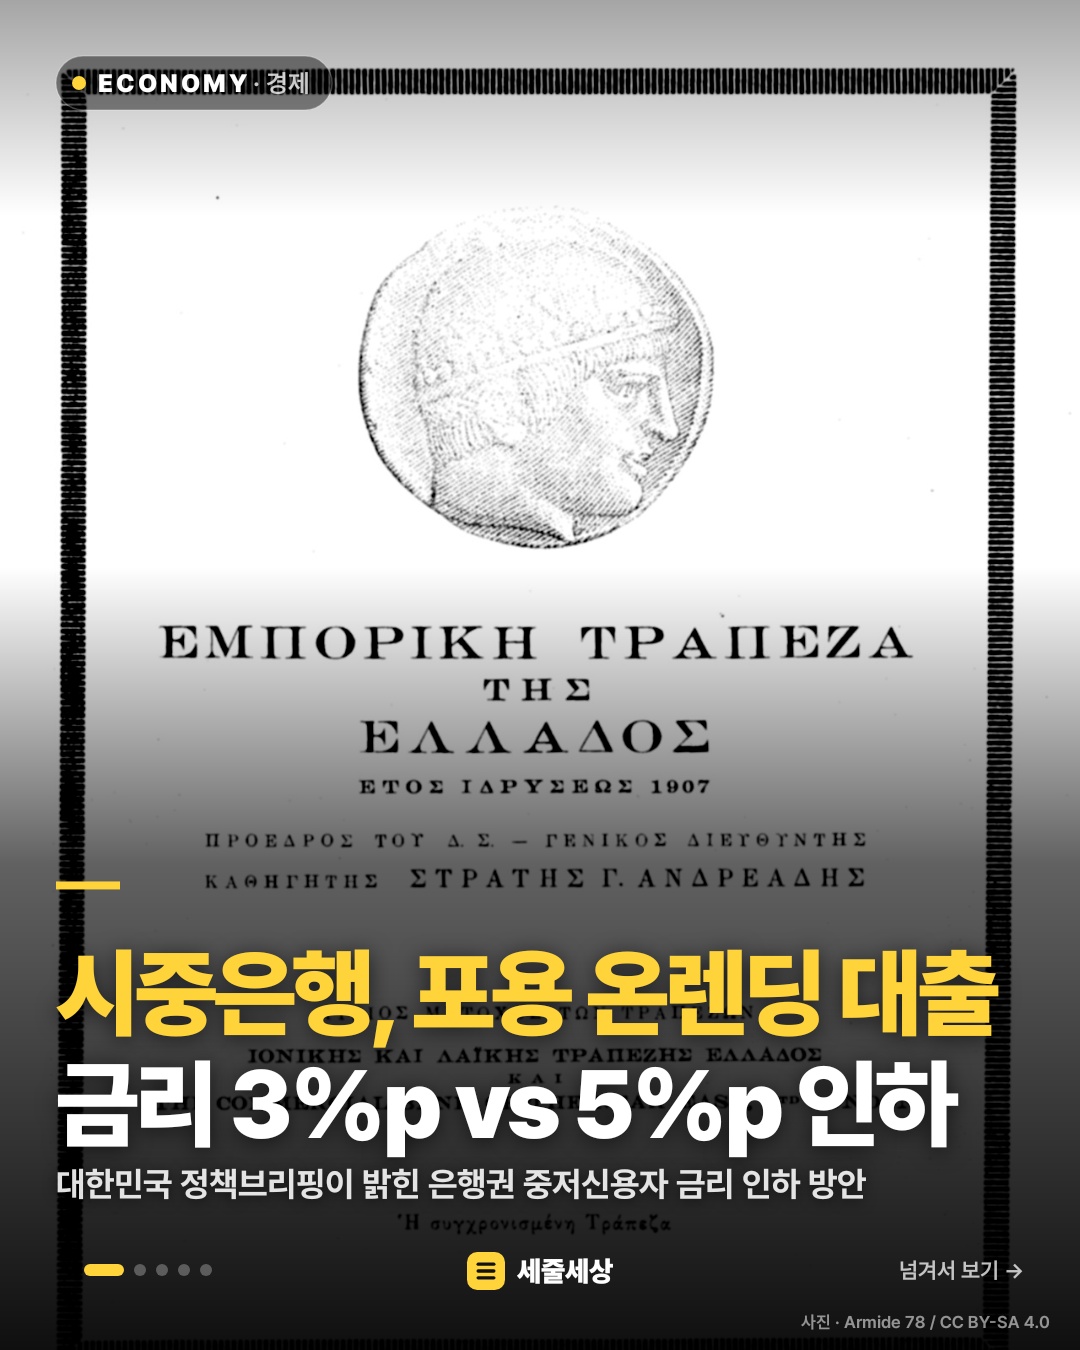 ECONOMY · 경제
ΕΜΠΟΡΙΚΗ ΤΡΑΠΕΖΑ
ΤΗΣ
ΕΛΛΑΔΟΣ
ΕΤΟΣ ΙΔΡΥΣΕΩΣ 1907
ΠΡΟΕΔΡΟΣ ΤΟΥ Δ. Σ. — ΓΕΝΙΚΟΣ ΔΙΕΥΘΥΝΤΗΣ
ΚΑΘΗΓΗΤΗΣ ΣΤΡΑΤΗΣ Γ. ΑΝΔΡΕΑΔΗΣ
시중은행, 포용 온렌딩 대출
ΙΟΝΙΚΗΣ ΚΑΙ ΛΑΪΚΗΣ ΤΡΑΠΕΖΗΣ ΕΛΛΑΔΟΣ
ΚΑΙ
금리 3%p vs 5%p 인하
대한민국 정책브리핑이 밝힌 은행권 중저신용자 금리 인하 방안
Ἡ συγχρονισμένη Τράπεζα
세줄세상
넘겨서 보기 →
사진 · Armide 78 / CC BY-SA 4.0